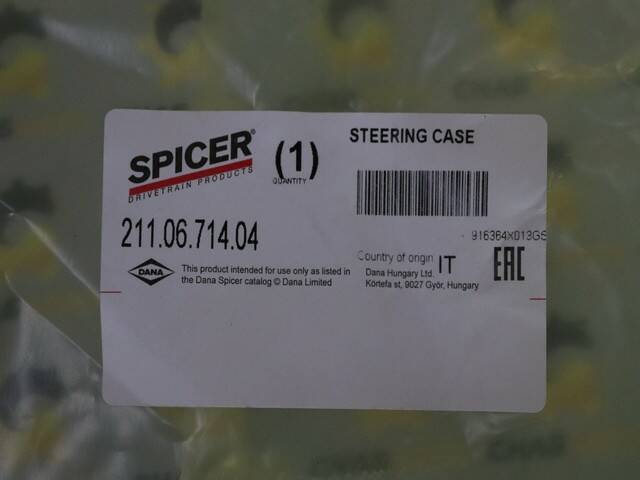 SPICER®
DRIVETRAIN PRODUCTS
(1)
QUANTITY
STEERING CASE
211.06.714.04
916364X013GS
DANA
This product intended for use only as listed in
the Dana Spicer catalog © Dana Limited
Country of origin IT
Dana Hungary Ltd.
Körtefa st, 9027 Győr, Hungary
EAC